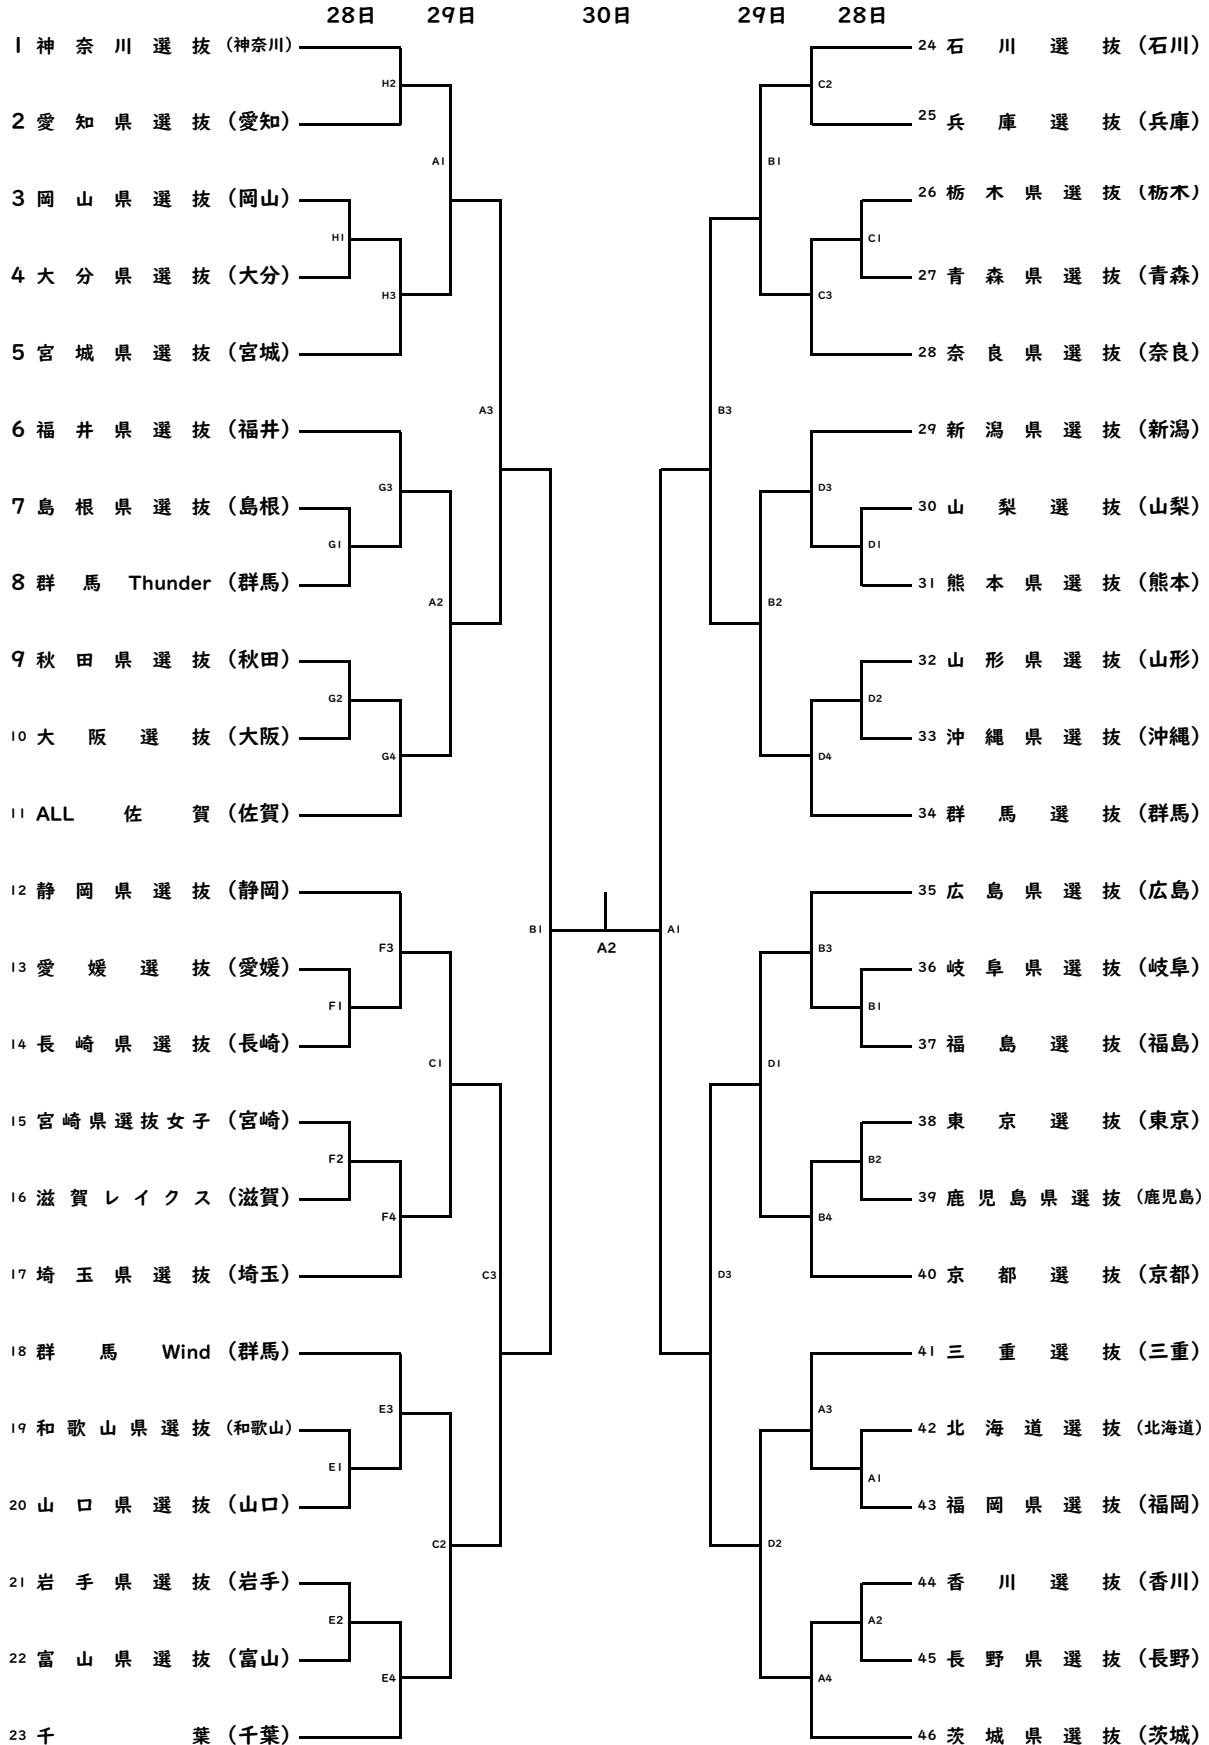 28日 29日 30日 29日 28日
1 神奈川選抜 (神奈川)
H2
2 愛知県選抜 (愛知)
A1
3 岡山県選抜 (岡山)
H1
4 大分県選抜 (大分)
H3
5 宮城県選抜 (宮城)
A3
6 福井県選抜 (福井)
G3
7 島根県選抜 (島根)
G1
8 群馬Thunder (群馬)
A2
9 秋田県選抜 (秋田)
G2
10 大阪選抜 (大阪)
G4
11 ALL佐賀 (佐賀)
12 静岡県選抜 (静岡)
B1
F3
13 愛媛選抜 (愛媛)
F1
14 長崎県選抜 (長崎)
C1
15 宮崎県選抜女子 (宮崎)
F2
16 滋賀レイクス (滋賀)
F4
17 埼玉県選抜 (埼玉)
C3
18 群馬Wind (群馬)
E3
19 和歌山県選抜 (和歌山)
E1
20 山口県選抜 (山口)
C2
21 岩手県選抜 (岩手)
E2
22 富山県選抜 (富山)
E4
23 千葉 (千葉)
A2
24 石川選抜 (石川)
C2
25 兵庫選抜 (兵庫)
B1
26 栃木県選抜 (栃木)
C1
27 青森県選抜 (青森)
C3
28 奈良県選抜 (奈良)
B3
29 新潟県選抜 (新潟)
D3
30 山梨選抜 (山梨)
D1
31 熊本県選抜 (熊本)
B2
32 山形県選抜 (山形)
D2
33 沖縄県選抜 (沖縄)
D4
34 群馬選抜 (群馬)
35 広島県選抜 (広島)
A1
B3
36 岐阜県選抜 (岐阜)
B1
37 福島選抜 (福島)
D1
38 東京選抜 (東京)
B2
39 鹿児島県選抜 (鹿児島)
B4
40 京都選抜 (京都)
D3
41 三重選抜 (三重)
A3
42 北海道選抜 (北海道)
A1
43 福岡県選抜 (福岡)
D2
44 香川選抜 (香川)
A2
45 長野県選抜 (長野)
A4
46 茨城県選抜 (茨城)